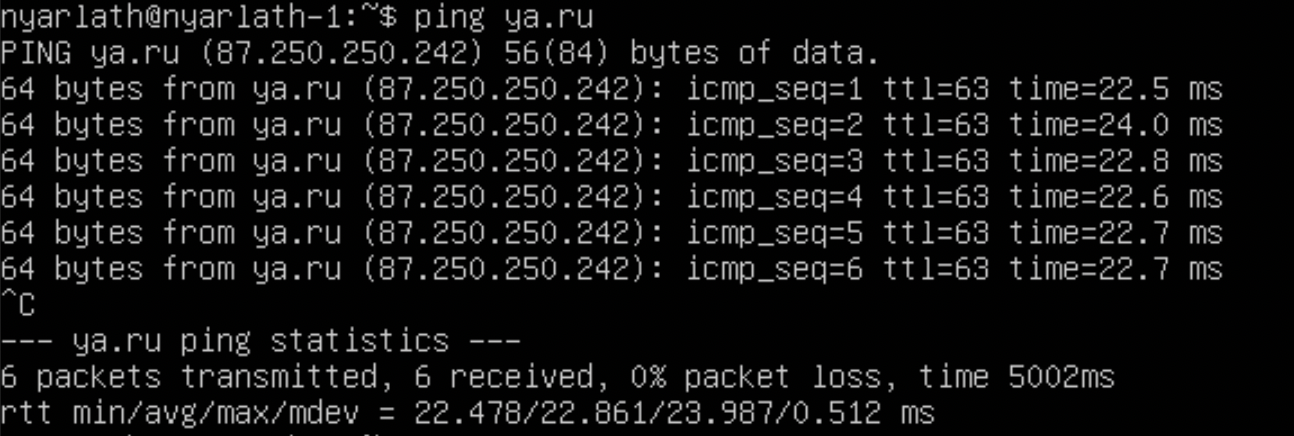 nyarlath@nyarlath-1:~$ ping ya.ru
PING ya.ru (87.250.250.242) 56(84) bytes of data.
64 bytes from ya.ru (87.250.250.242): icmp_seq=1 ttl=63 time=22.5 ms
64 bytes from ya.ru (87.250.250.242): icmp_seq=2 ttl=63 time=24.0 ms
64 bytes from ya.ru (87.250.250.242): icmp_seq=3 ttl=63 time=22.8 ms
64 bytes from ya.ru (87.250.250.242): icmp_seq=4 ttl=63 time=22.6 ms
64 bytes from ya.ru (87.250.250.242): icmp_seq=5 ttl=63 time=22.7 ms
64 bytes from ya.ru (87.250.250.242): icmp_seq=6 ttl=63 time=22.7 ms
^C
--- ya.ru ping statistics ---
6 packets transmitted, 6 received, 0% packet loss, time 5002ms
rtt min/avg/max/mdev = 22.478/22.861/23.987/0.512 ms